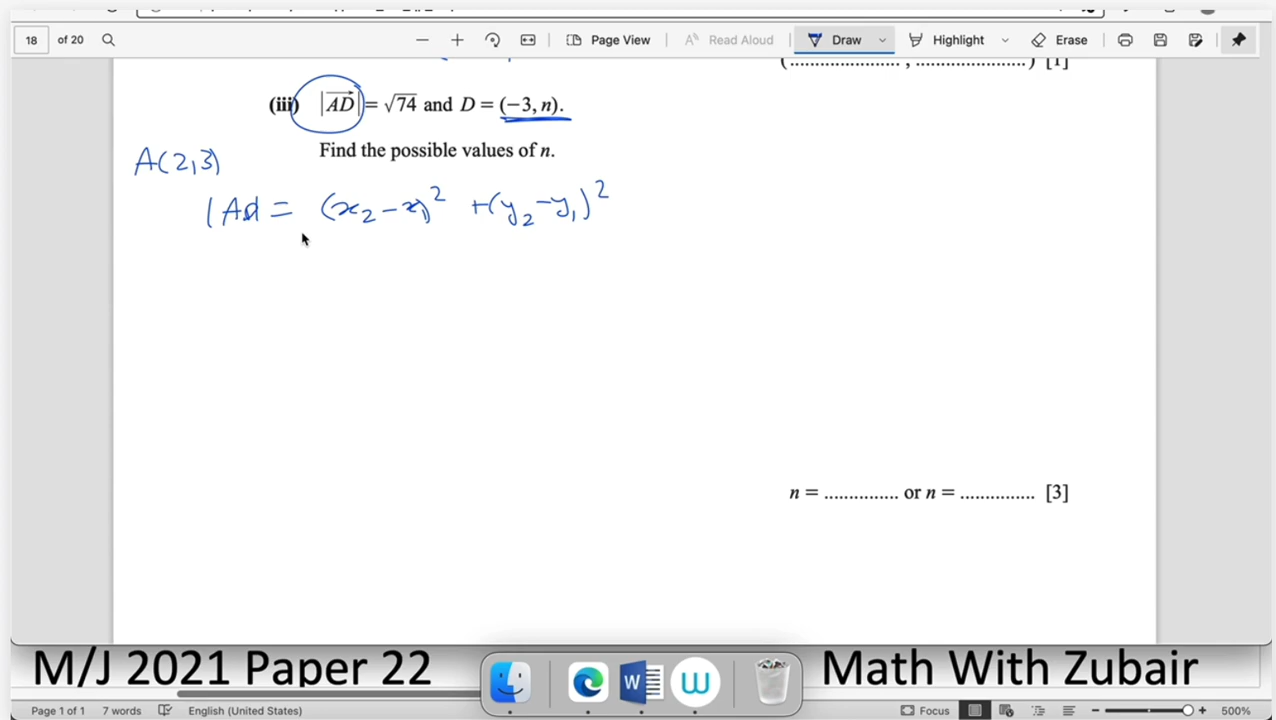 18 of 20 Page View Read Aloud Draw Highlight Erase
(...................... , ......................) [1]
(iii) |AD| = √74 and D = (−3, n).
Find the possible values of n.
A(2,3)
|AD = (x₂ − x₁)² + (y₂ − y₁)²
n = ............... or n = ............... [3]
M/J 2021 Paper 22 Math With Zubair
Page 1 of 1 7 words English (United States) Focus 500%